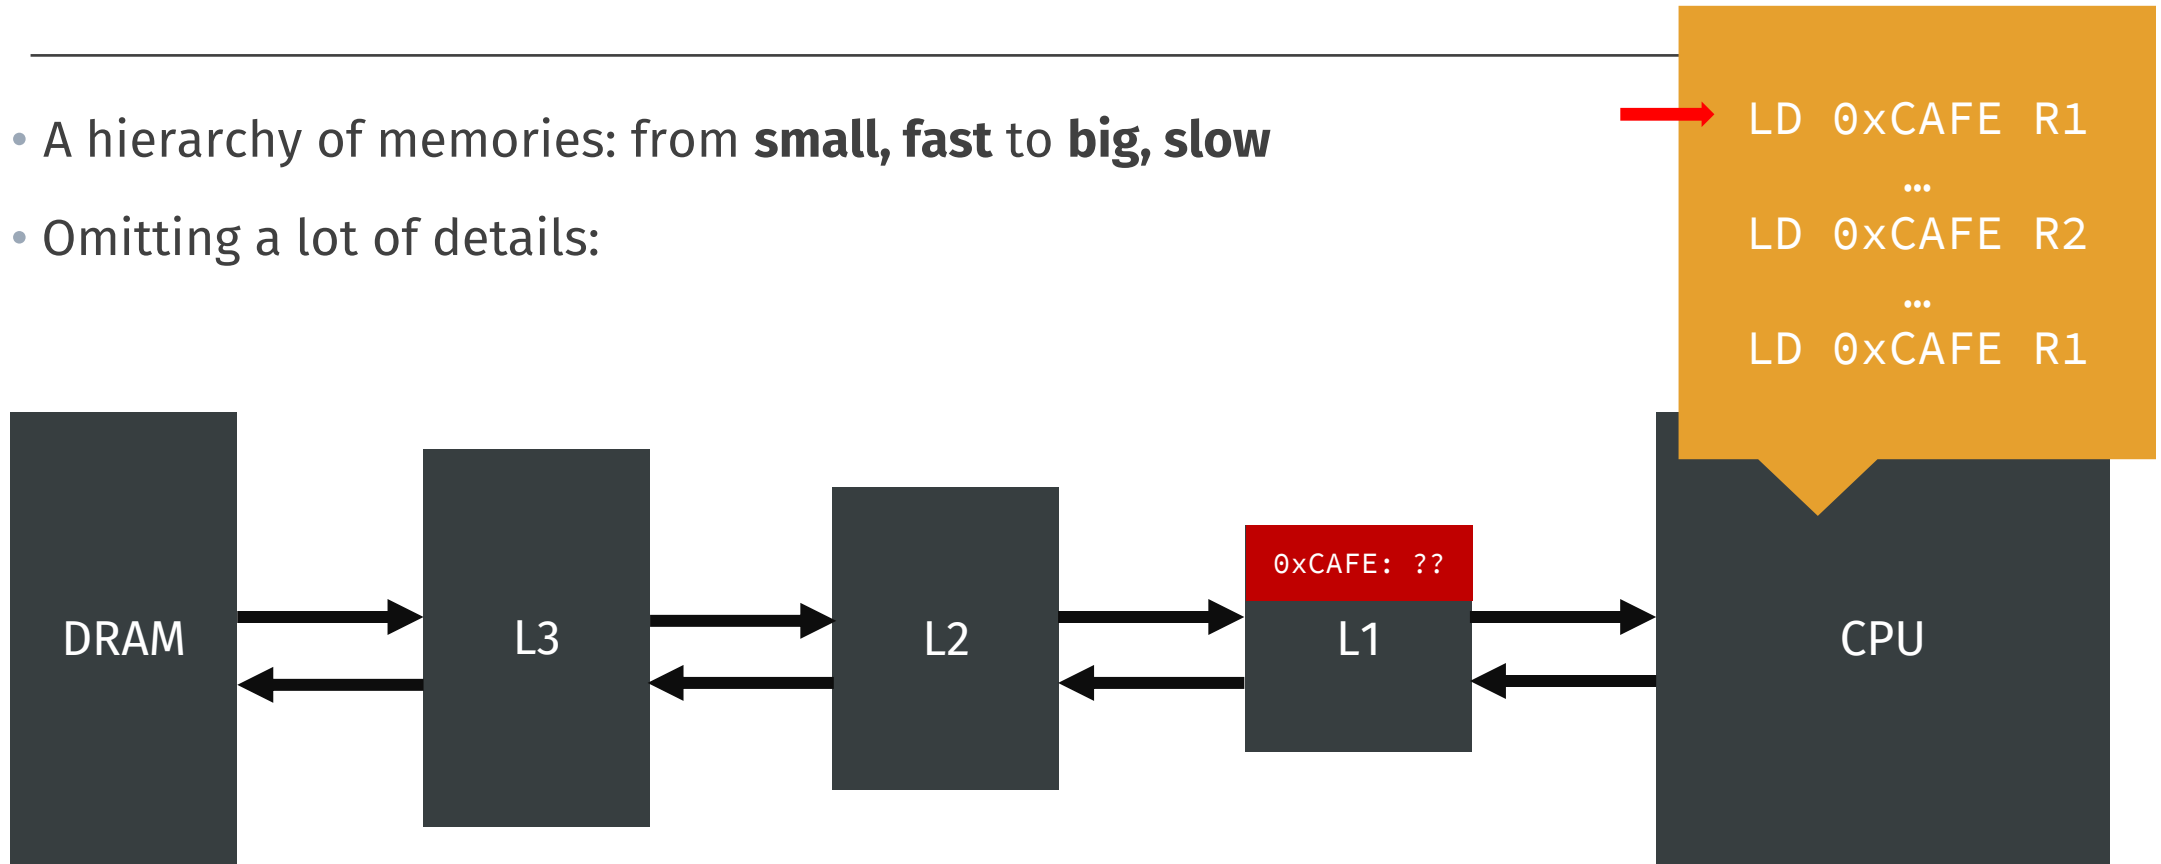 • A hierarchy of memories: from small, fast to big, slow
• Omitting a lot of details:
LD 0xCAFE R1
…
LD 0xCAFE R2
…
LD 0xCAFE R1
DRAM
L3
L2
0xCAFE: ??
L1
CPU